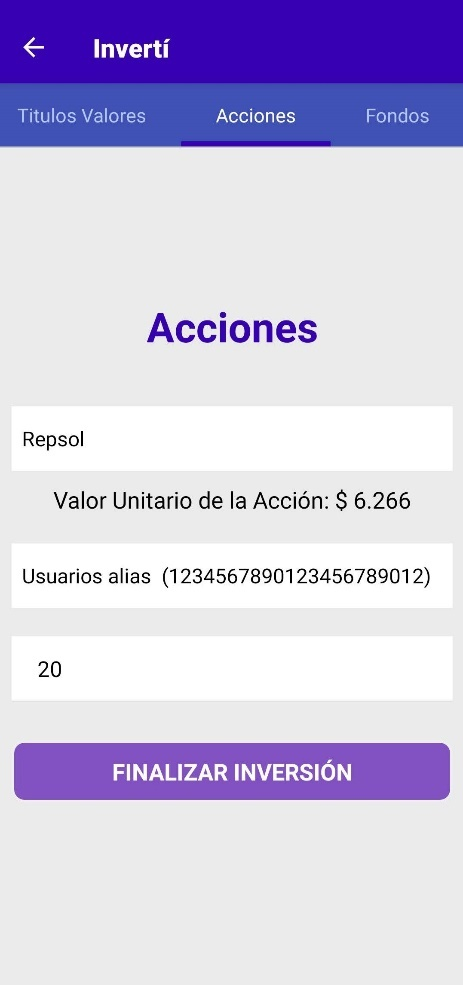 Invertí
Titulos Valores Acciones Fondos
Acciones
Repsol
Valor Unitario de la Acción: $ 6.266
Usuarios alias (1234567890123456789012)
20
FINALIZAR INVERSIÓN